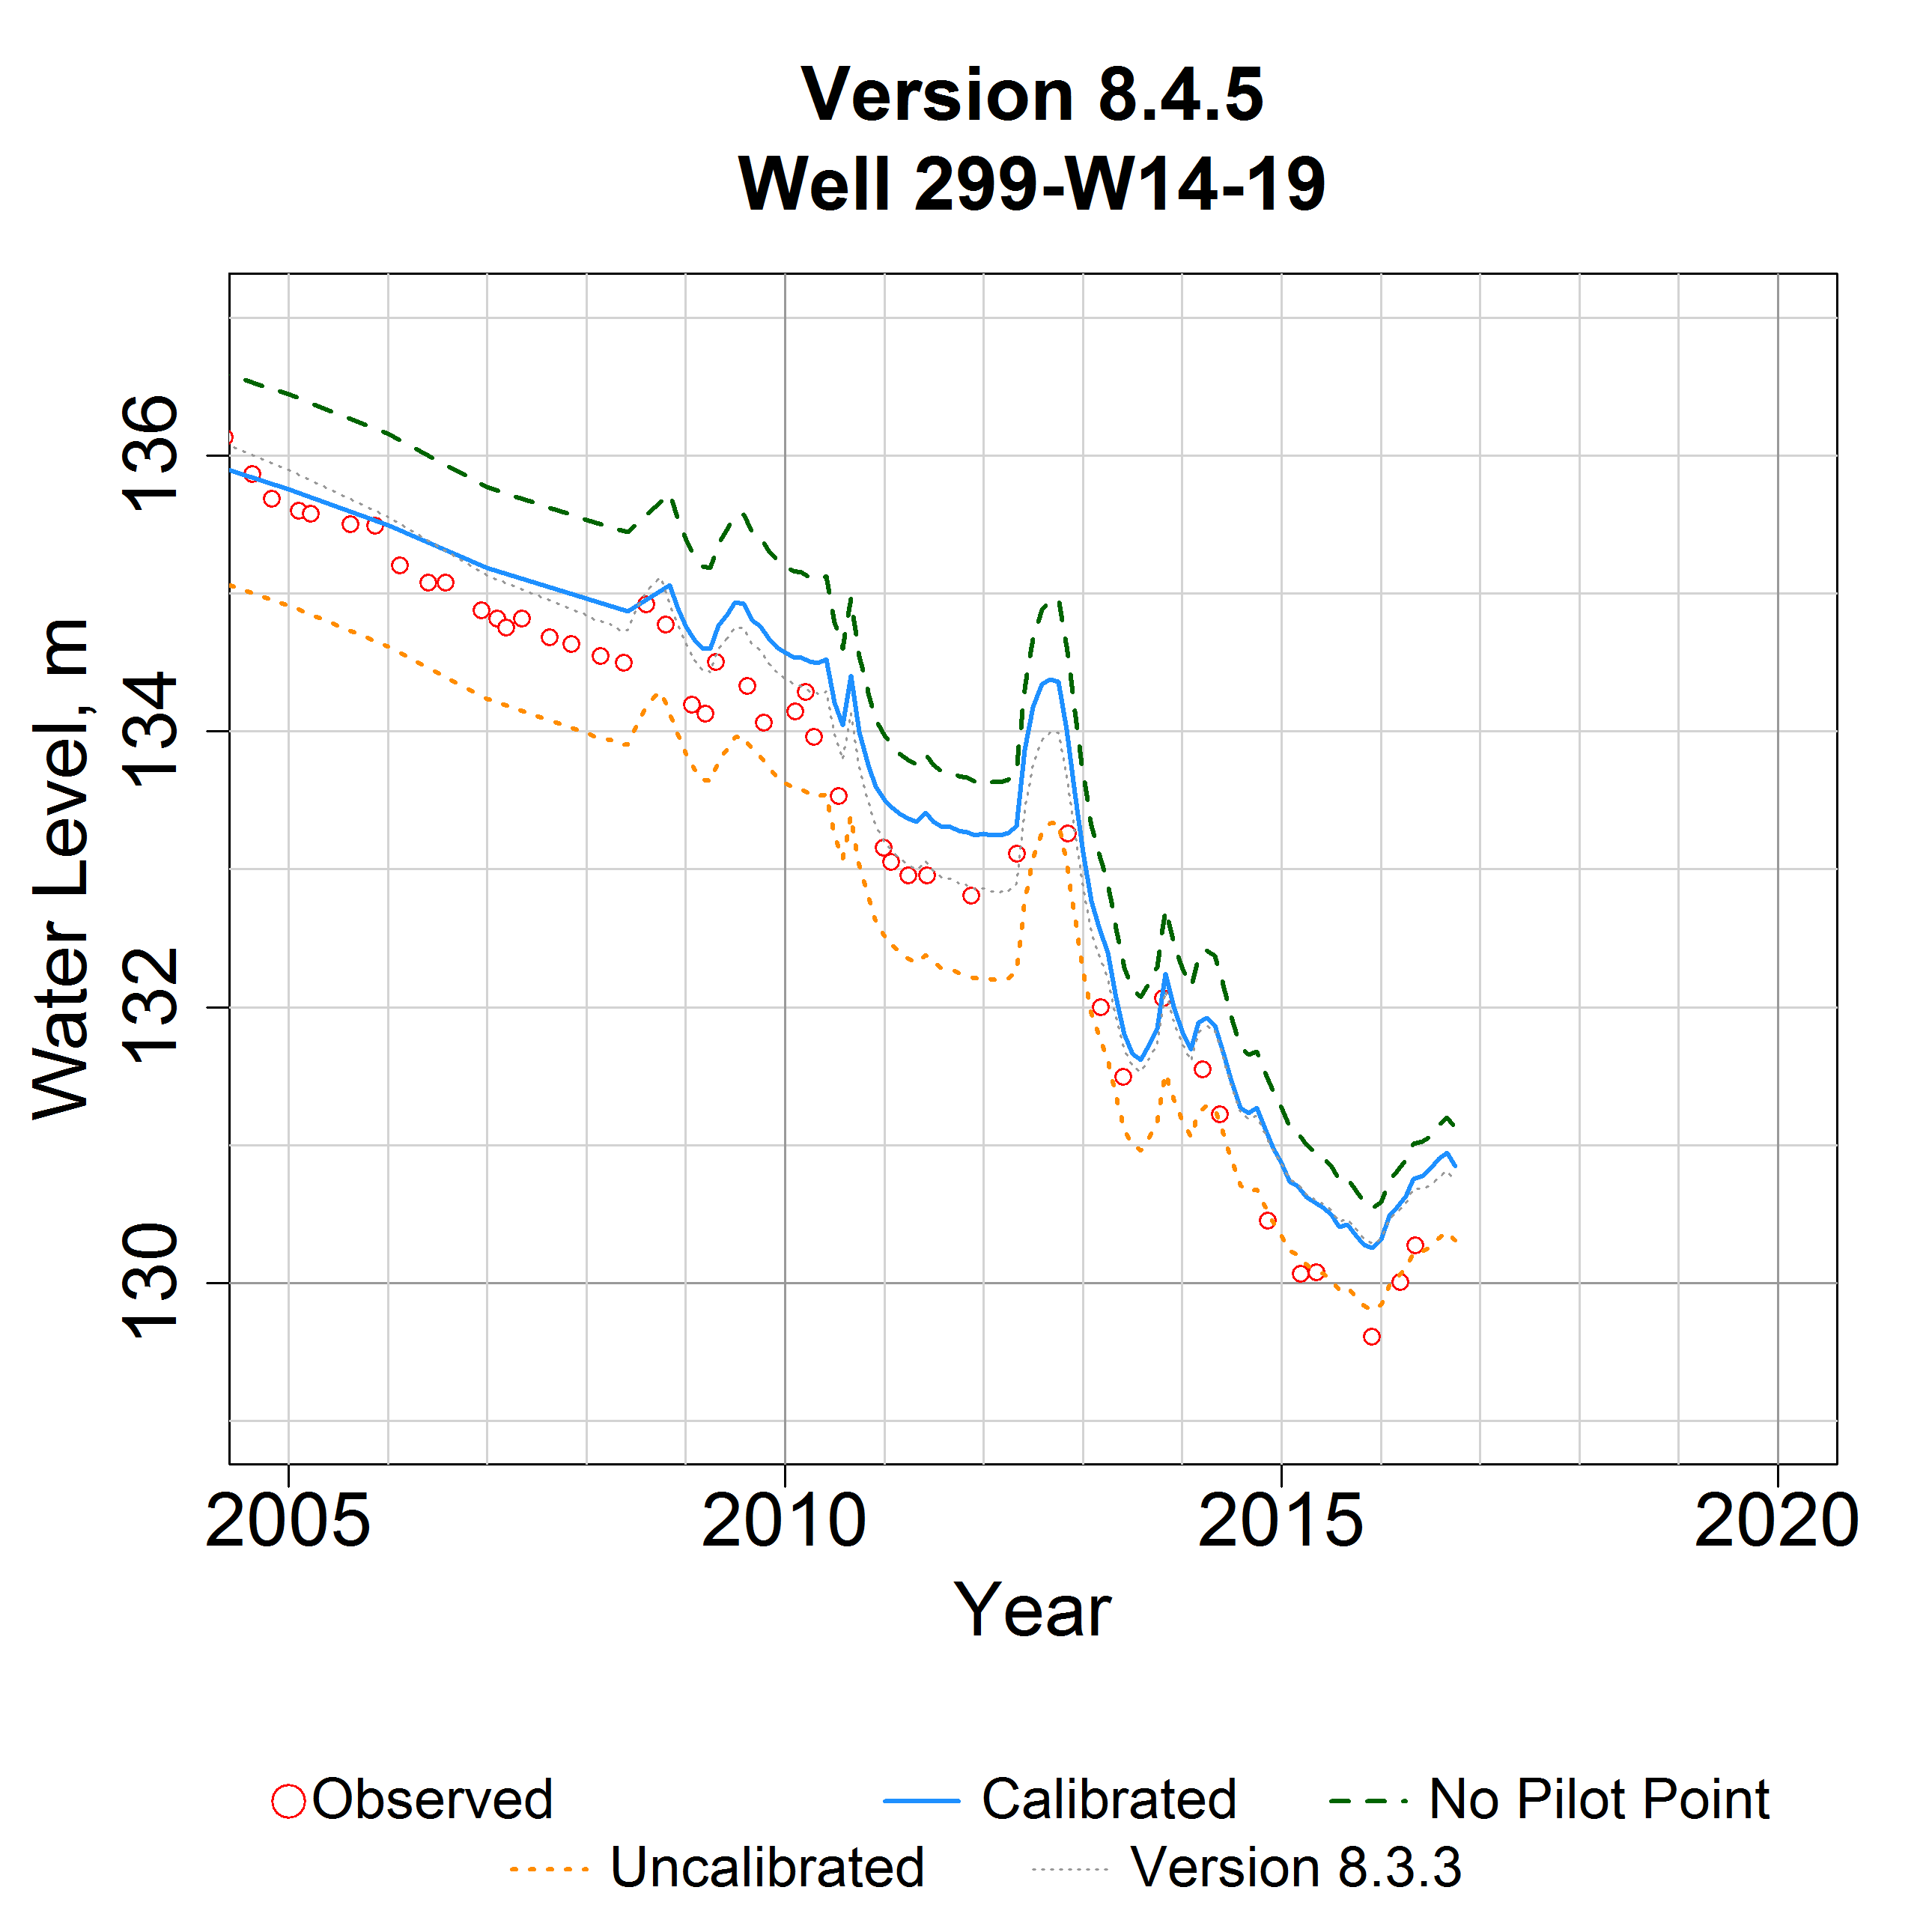 Version 8.4.5
Well 299-W14-19
Water Level, m
136
134
132
130
2005 2010 2015 2020
Year
Observed Calibrated No Pilot Point
Uncalibrated Version 8.3.3